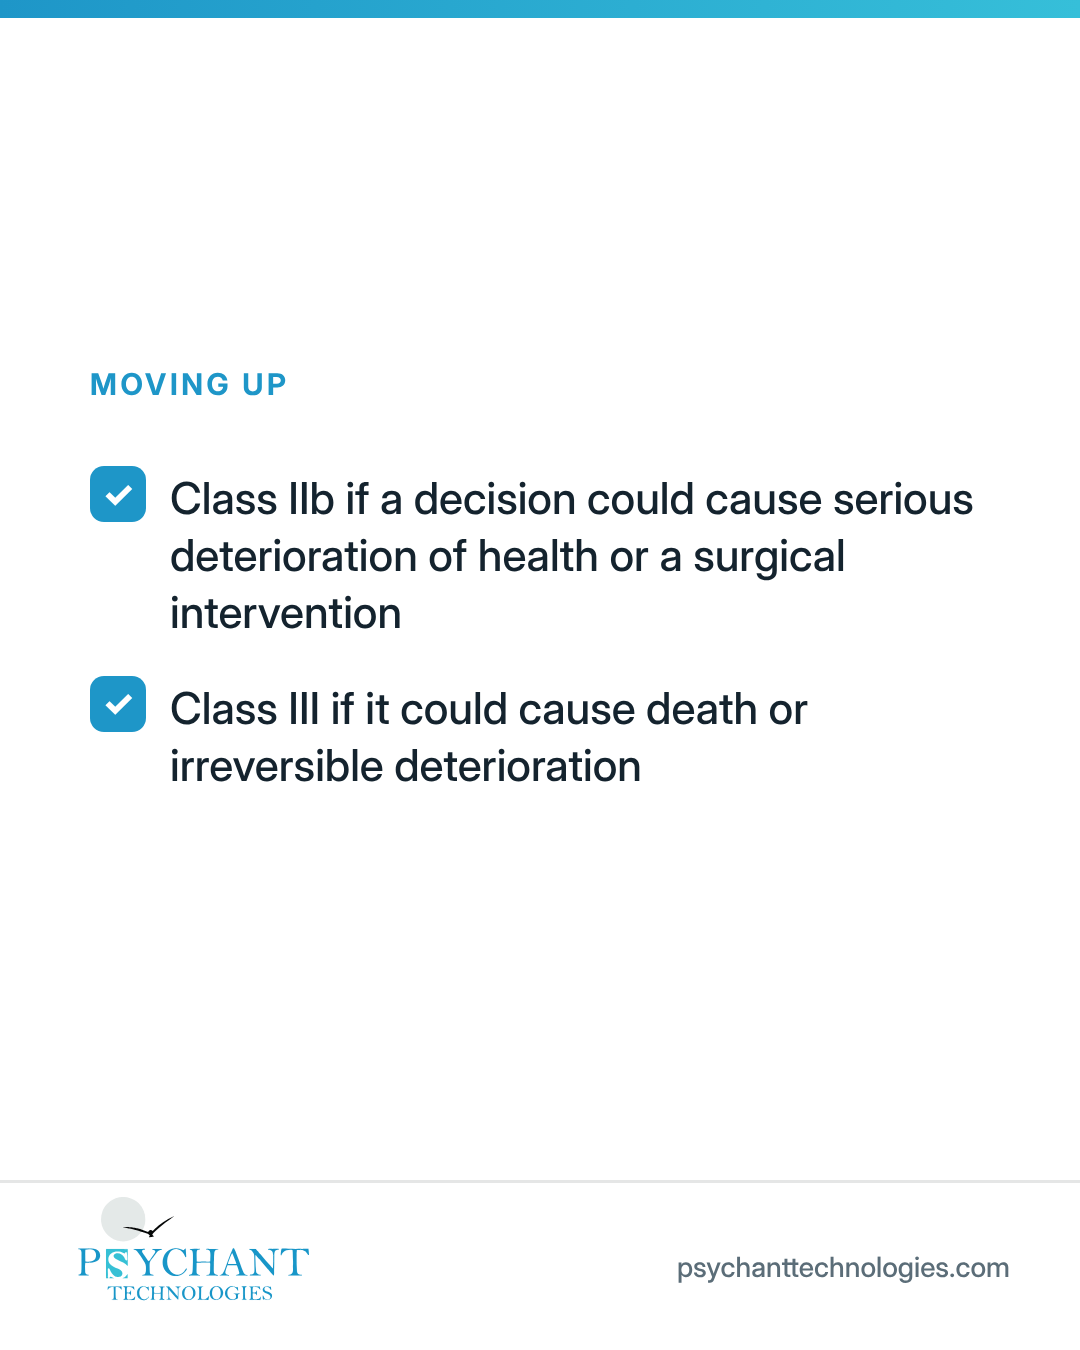 MOVING UP
Class IIb if a decision could cause serious
deterioration of health or a surgical
intervention
Class III if it could cause death or
irreversible deterioration
PSYCHANT
TECHNOLOGIES
psychanttechnologies.com